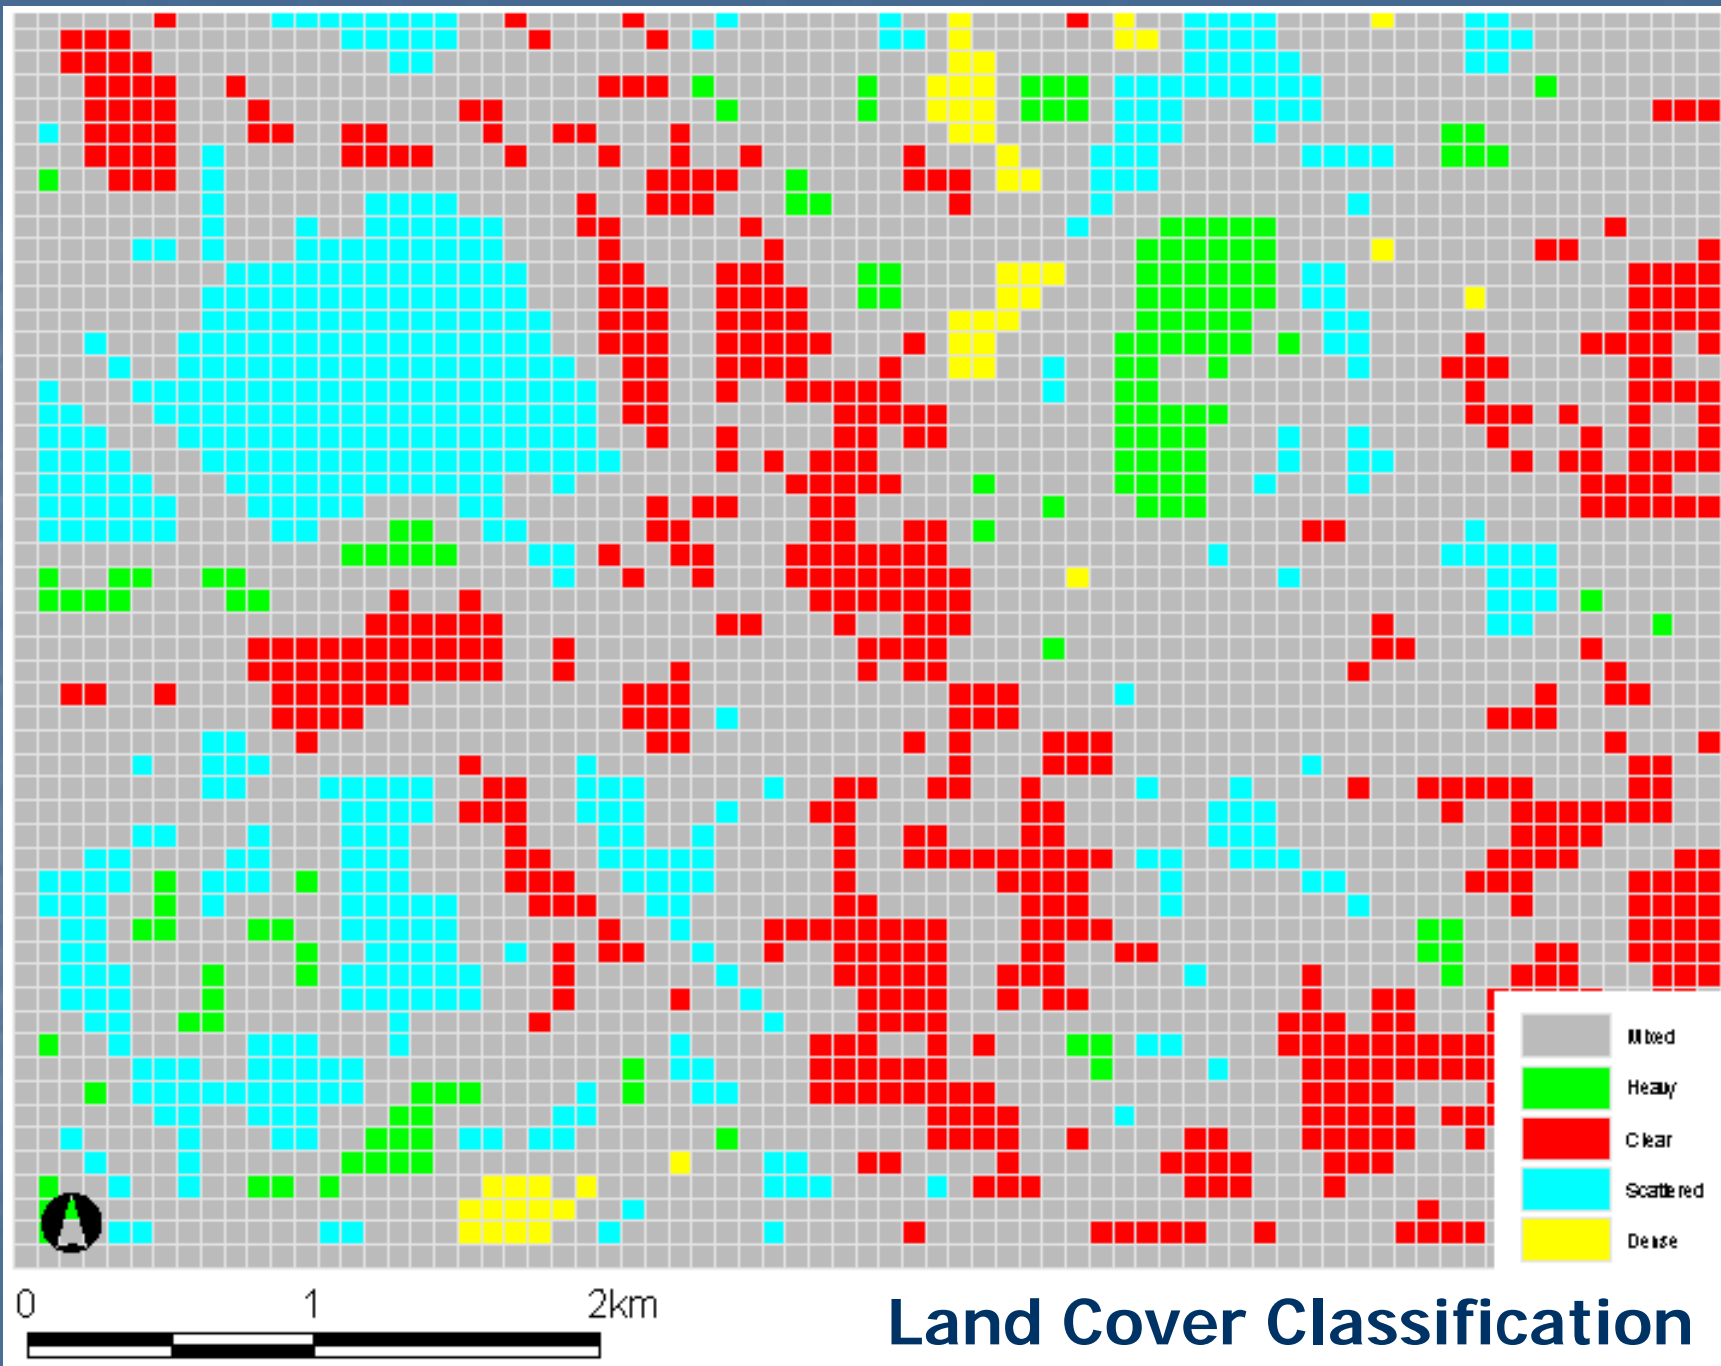 Mixed
Heavy
Clear
Scattered
Dense
0 1 2km
Land Cover Classification